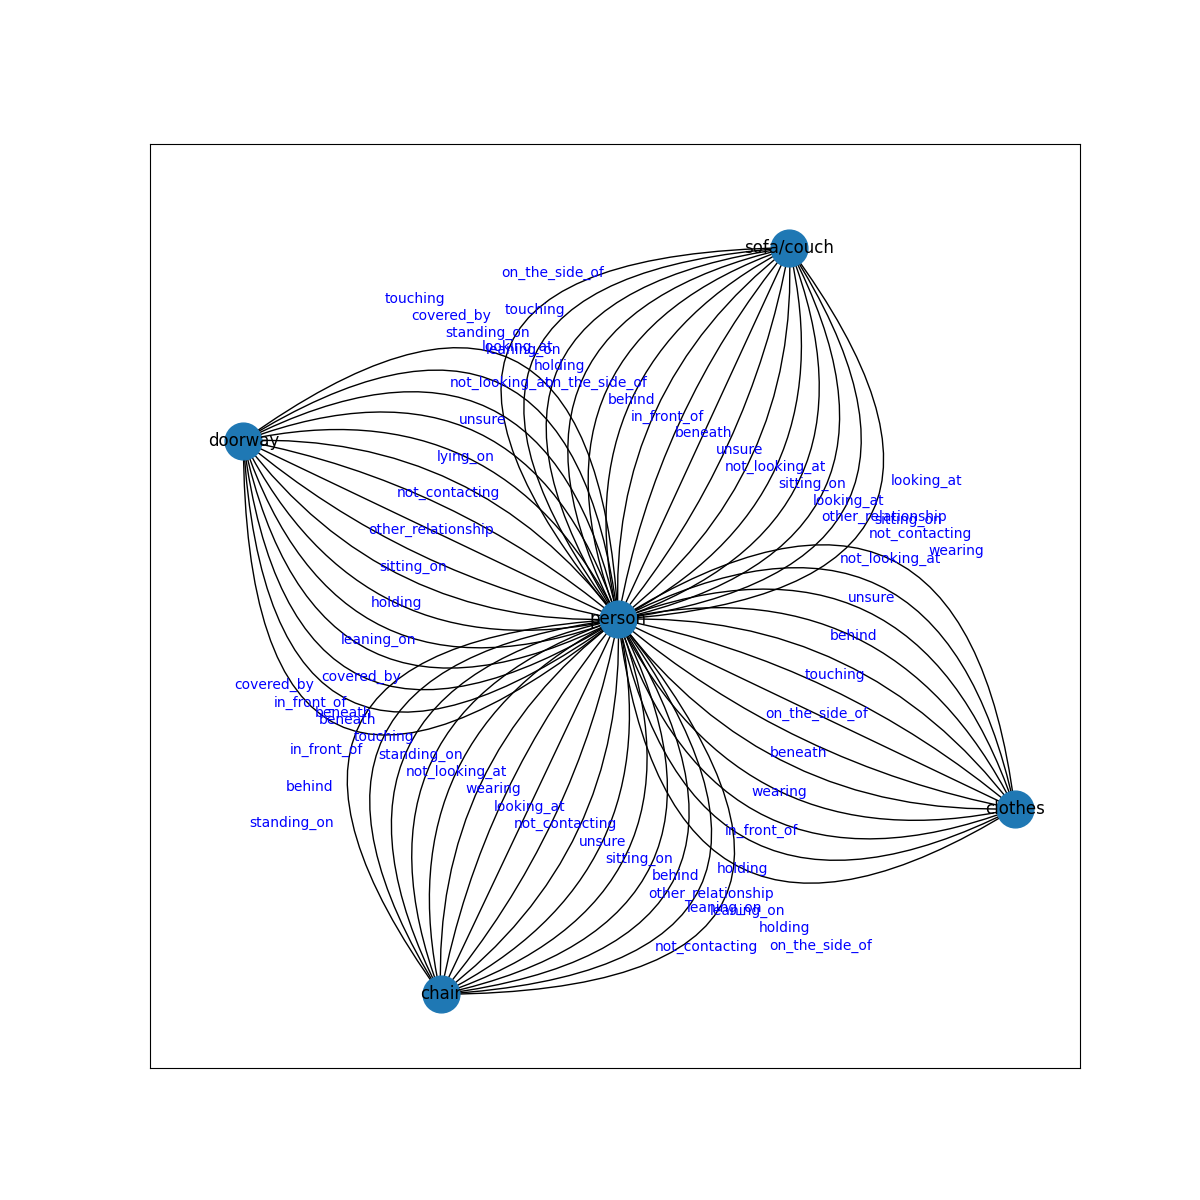 sofa/couch
on_the_side_of
touching
touching
covered_by
standing_on
looking_at
leaning_on
holding
not_looking_at
on_the_side_of
behind
in_front_of
unsure
beneath
doorway
unsure
lying_on
not_looking_at
looking_at
sitting_on
not_contacting
looking_at
other_relationship
sitting_on
other_relationship
not_contacting
wearing
not_looking_at
sitting_on
unsure
holding
person
behind
leaning_on
touching
covered_by
covered_by
in_front_of
beneath
on_the_side_of
beneath
touching
in_front_of
standing_on
beneath
not_looking_at
behind
wearing
wearing
looking_at
clothes
standing_on
not_contacting
in_front_of
unsure
sitting_on
holding
behind
other_relationship
leaning_on
leaning_on
holding
not_contacting
on_the_side_of
chair